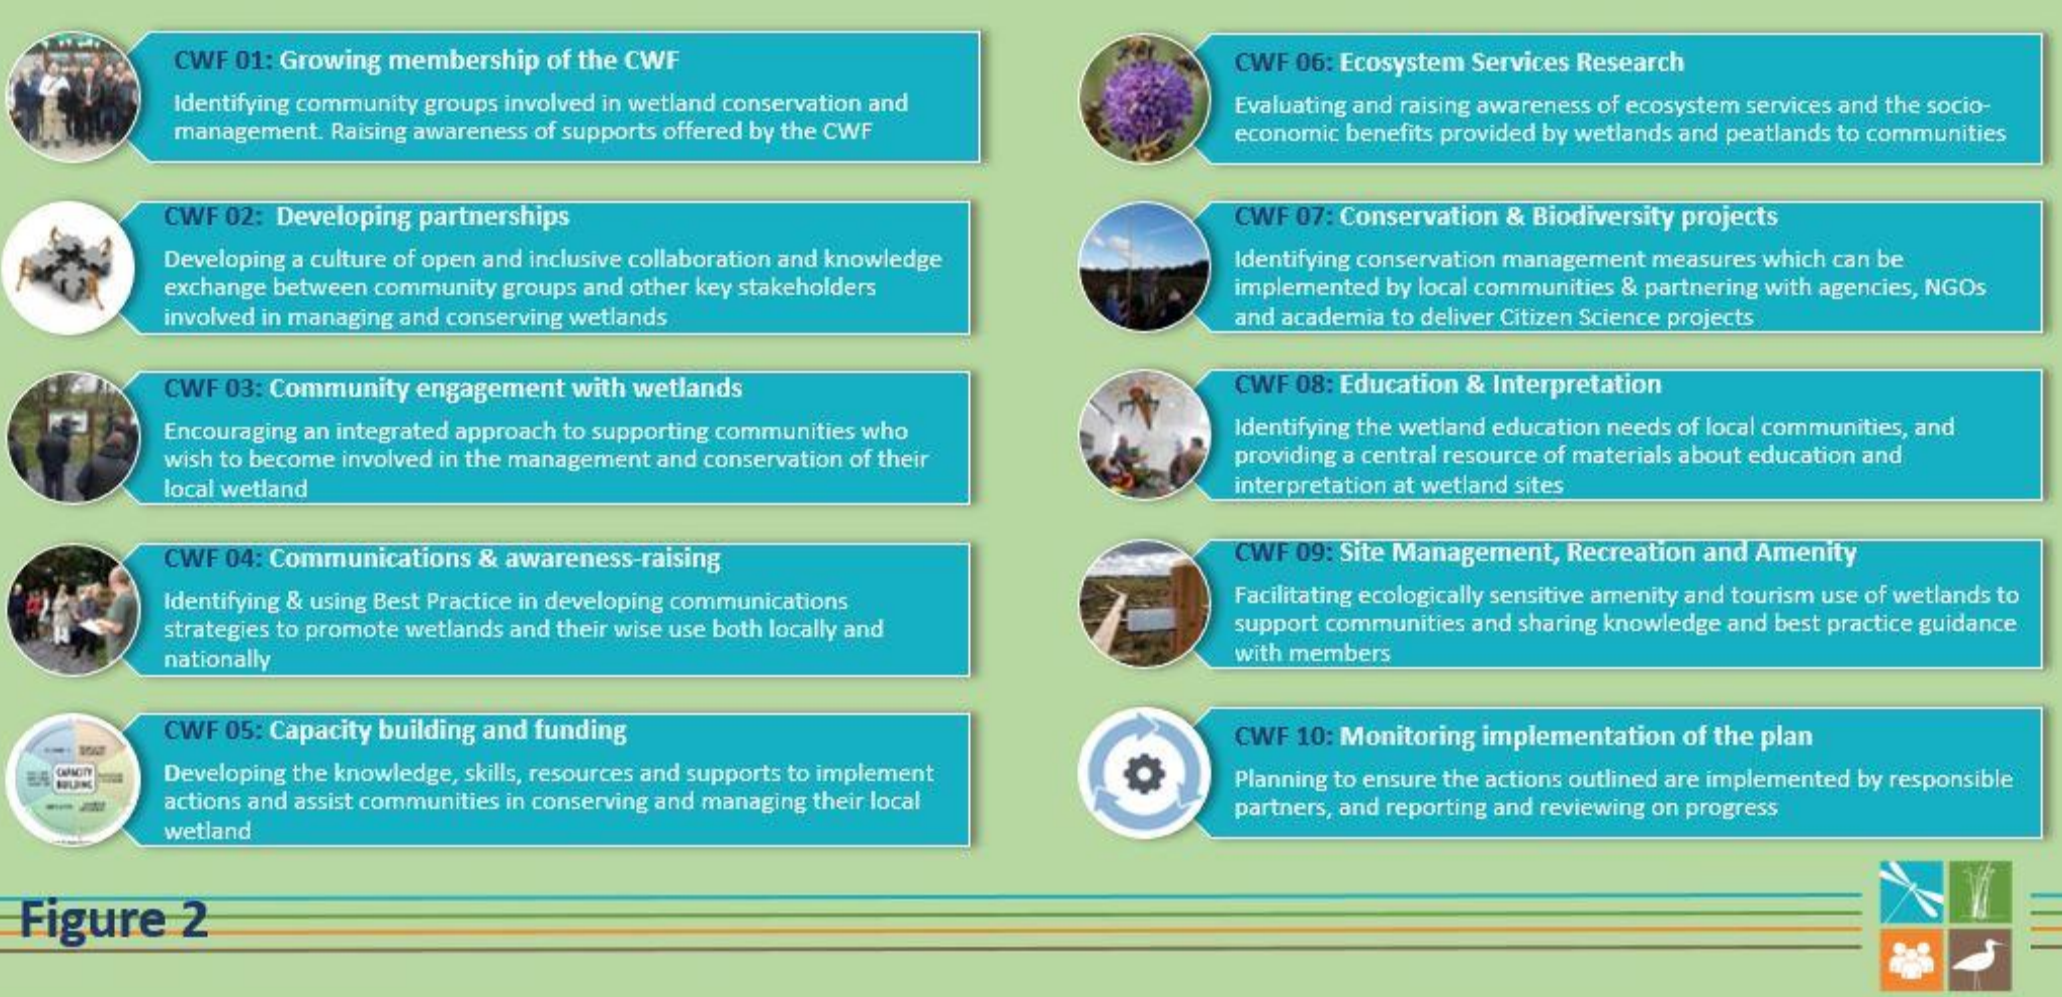 CWF 01: Growing membership of the CWF
Identifying community groups involved in wetland conservation and
management. Raising awareness of supports offered by the CWF
CWF 02: Developing partnerships
Developing a culture of open and inclusive collaboration and knowledge
exchange between community groups and other key stakeholders
involved in managing and conserving wetlands
CWF 03: Community engagement with wetlands
Encouraging an integrated approach to supporting communities who
wish to become involved in the management and conservation of their
local wetland
CWF 04: Communications & awareness-raising
Identifying & using Best Practice in developing communications
strategies to promote wetlands and their wise use both locally and
nationally
CAPACITY
BUILDING
CWF 05: Capacity building and funding
Developing the knowledge, skills, resources and supports to implement
actions and assist communities in conserving and managing their local
wetland
CWF 06: Ecosystem Services Research
Evaluating and raising awareness of ecosystem services and the socio-
economic benefits provided by wetlands and peatlands to communities
CWF 07: Conservation & Biodiversity projects
Identifying conservation management measures which can be
implemented by local communities & partnering with agencies, NGOs
and academia to deliver Citizen Science projects
CWF 08: Education & Interpretation
Identifying the wetland education needs of local communities, and
providing a central resource of materials about education and
interpretation at wetland sites
CWF 09: Site Management, Recreation and Amenity
Facilitating ecologically sensitive amenity and tourism use of wetlands to
support communities and sharing knowledge and best practice guidance
with members
CWF 10: Monitoring implementation of the plan
Planning to ensure the actions outlined are implemented by responsible
partners, and reporting and reviewing on progress
Figure 2